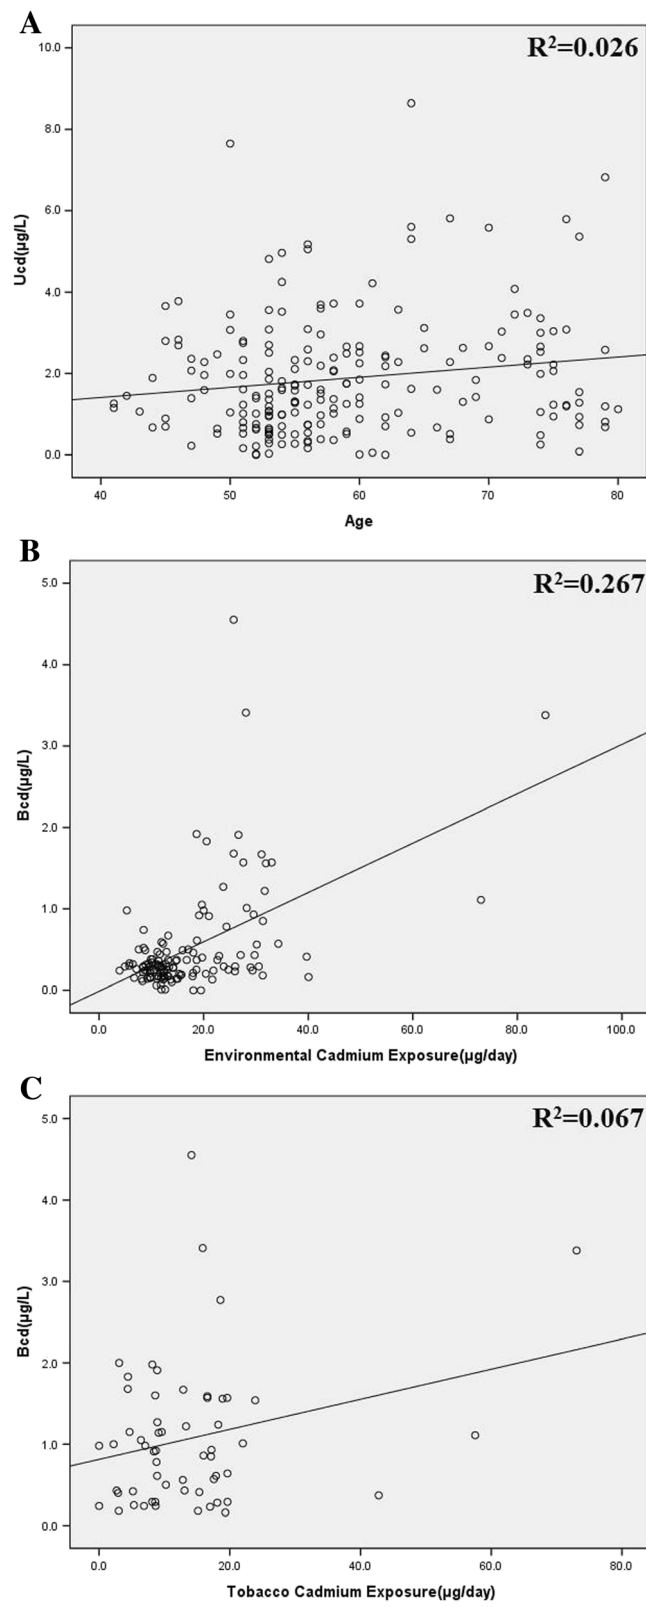 A
R²=0.026
10.0
8.0
6.0
4.0
2.0
0.0
Ucd(µg/L)
40 50 60 70 80
Age
B
R²=0.267
5.0
4.0
3.0
2.0
1.0
0.0
Bcd(µg/L)
0.0 20.0 40.0 60.0 80.0 100.0
Environmental Cadmium Exposure(µg/day)
C
R²=0.067
5.0
4.0
3.0
2.0
1.0
0.0
Bcd(µg/L)
0.0 20.0 40.0 60.0 80.0
Tobacco Cadmium Exposure(µg/day)